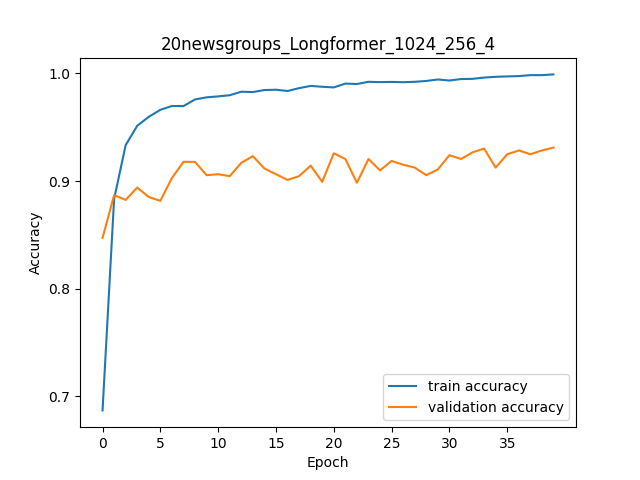 20newsgroups_Longformer_1024_256_4
1.0
0.9
0.8
0.7
Accuracy
0 5 10 15 20 25 30 35
Epoch
train accuracy
validation accuracy